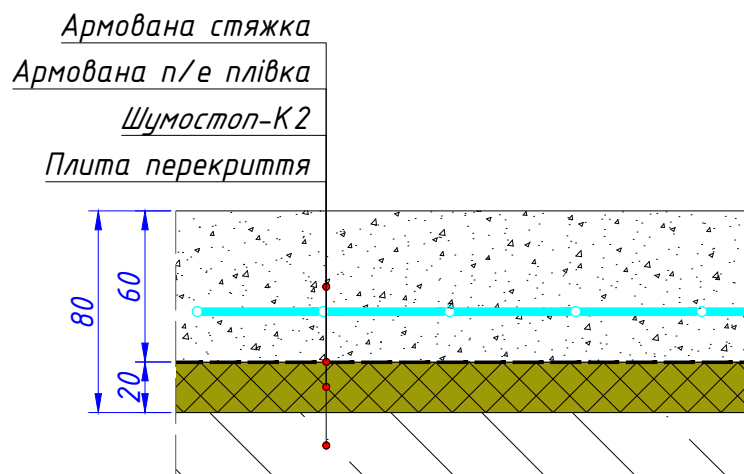 Армована стяжка
Армована п/е плівка
Шумостоп-К2
Плита перекриття
80
60
20